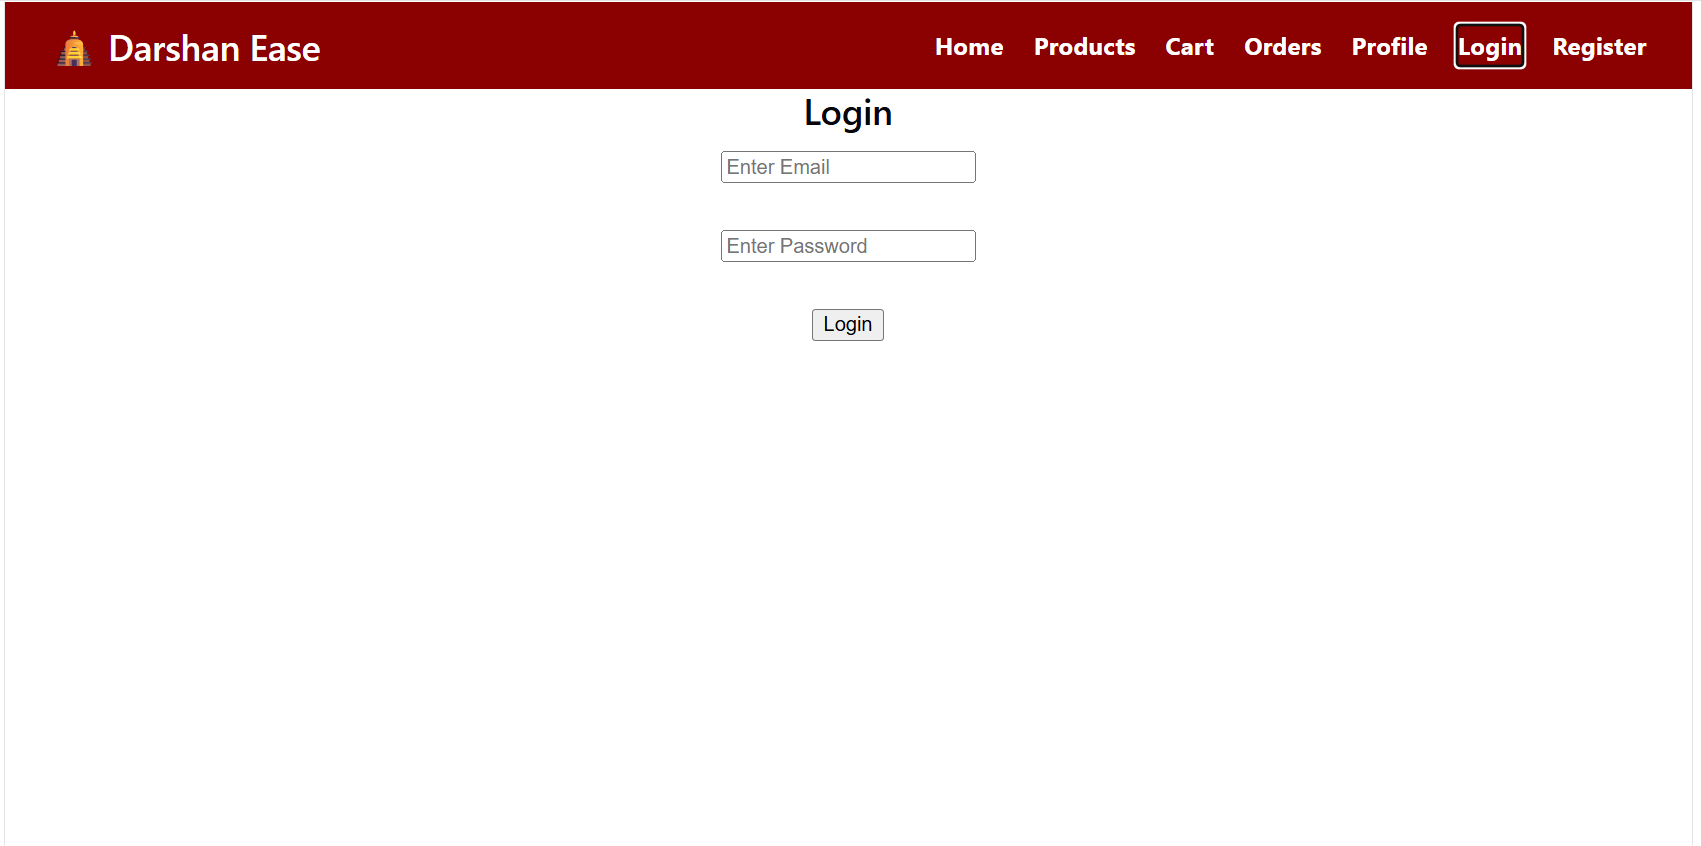 Darshan Ease
Home Products Cart Orders Profile Login Register
Login
Enter Email
Enter Password
Login